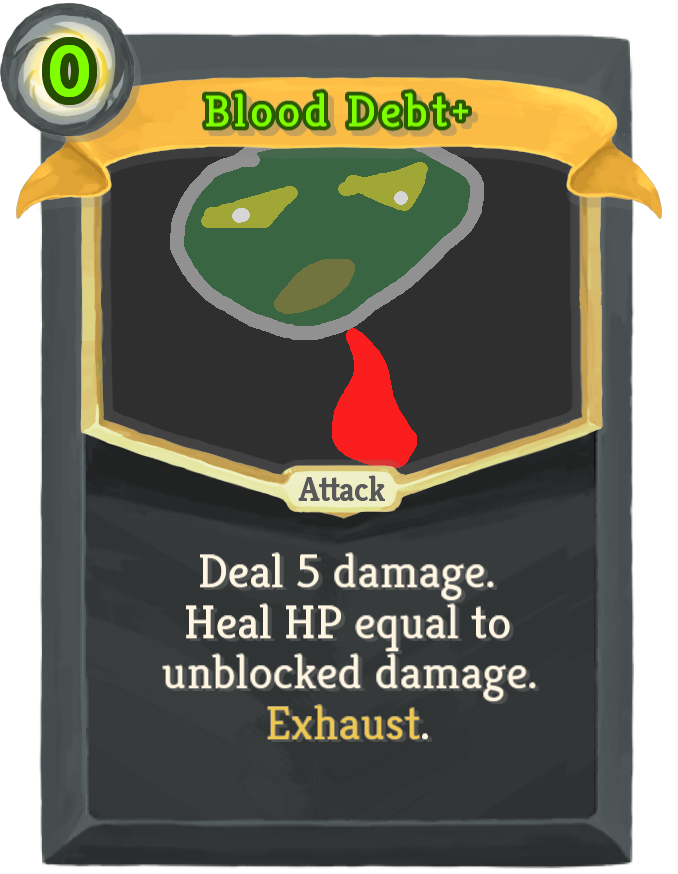 0
Blood Debt+
Attack
Deal 5 damage.
Heal HP equal to
unblocked damage.
Exhaust.